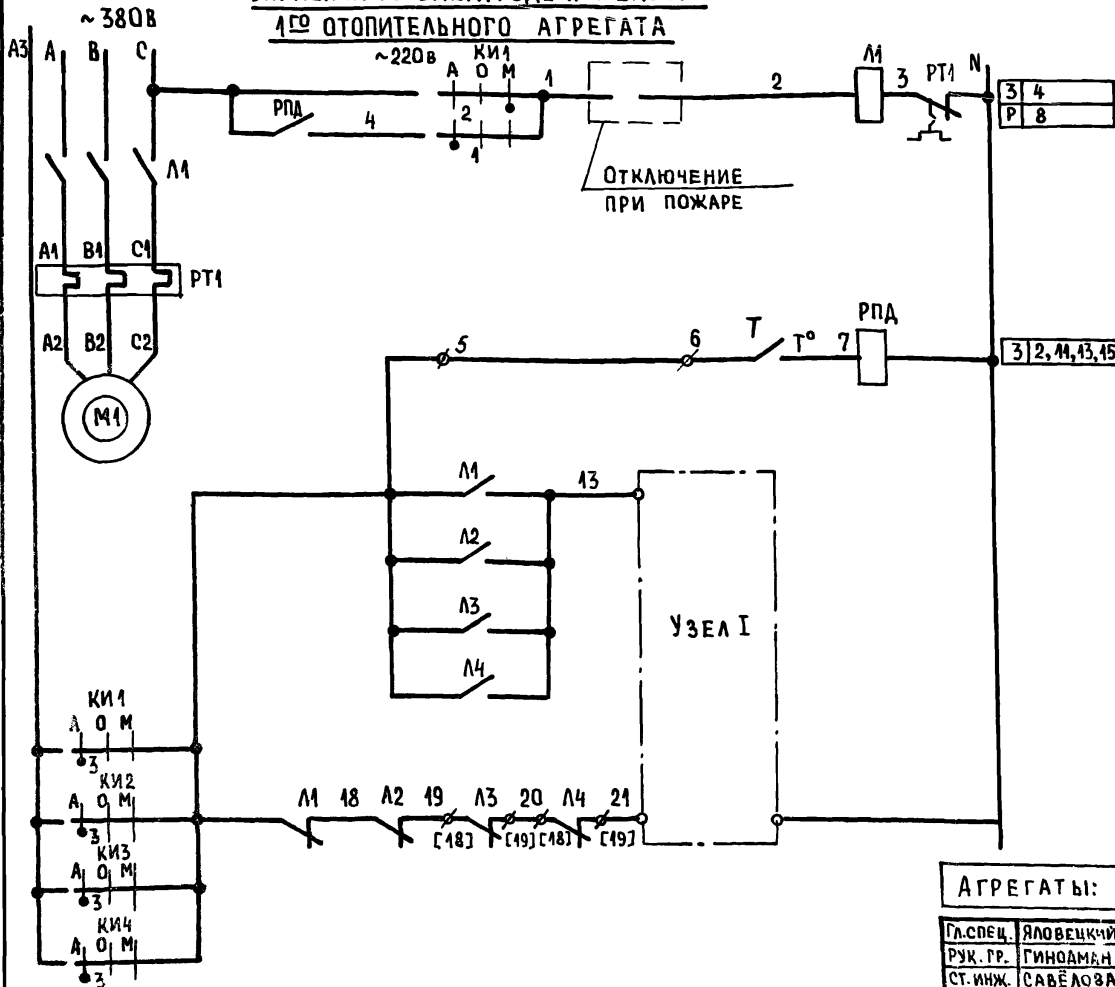 ~380В
1го ОТОПИТЕЛЬНОГО АГРЕГАТА
А3 А В С
~220В КИ1
А О М
1 2 Л1 3 РТ1 N
3 4
Р 8
РПД 4 2
1
ОТКЛЮЧЕНИЕ
ПРИ ПОЖАРЕ
Л1
А1 В1 С1
РТ1
А2 В2 С2
М1
5 6 Т Т° 7 РПД
3 2, 11, 13, 15
Л1 13
Л2
Л3
Л4
УЗЕЛ I
КИ1
А О М
3
КИ2
А О М
3
КИ3
А О М
3
КИ4
А О М
3
Л1 18 Л2 19 Л3 20 Л4 21
[18] [19] [18] [19]
АГРЕГАТЫ:
ГЛ.СПЕЦ. ЯЛОВЕЦКИЙ
РУК. ГР. ГИНОДМАН
СТ. ИНЖ. САВЁЛОВА